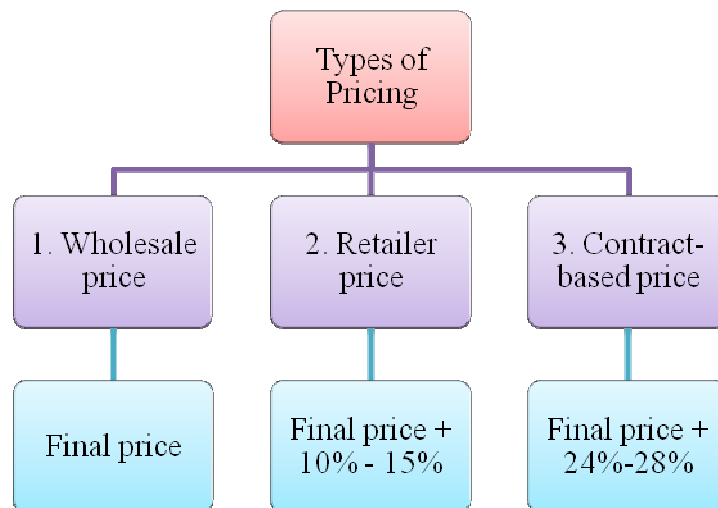 Types of
Pricing
1. Wholesale
price
2. Retailer
price
3. Contract-
based price
Final price
Final price +
10% - 15%
Final price +
24%-28%